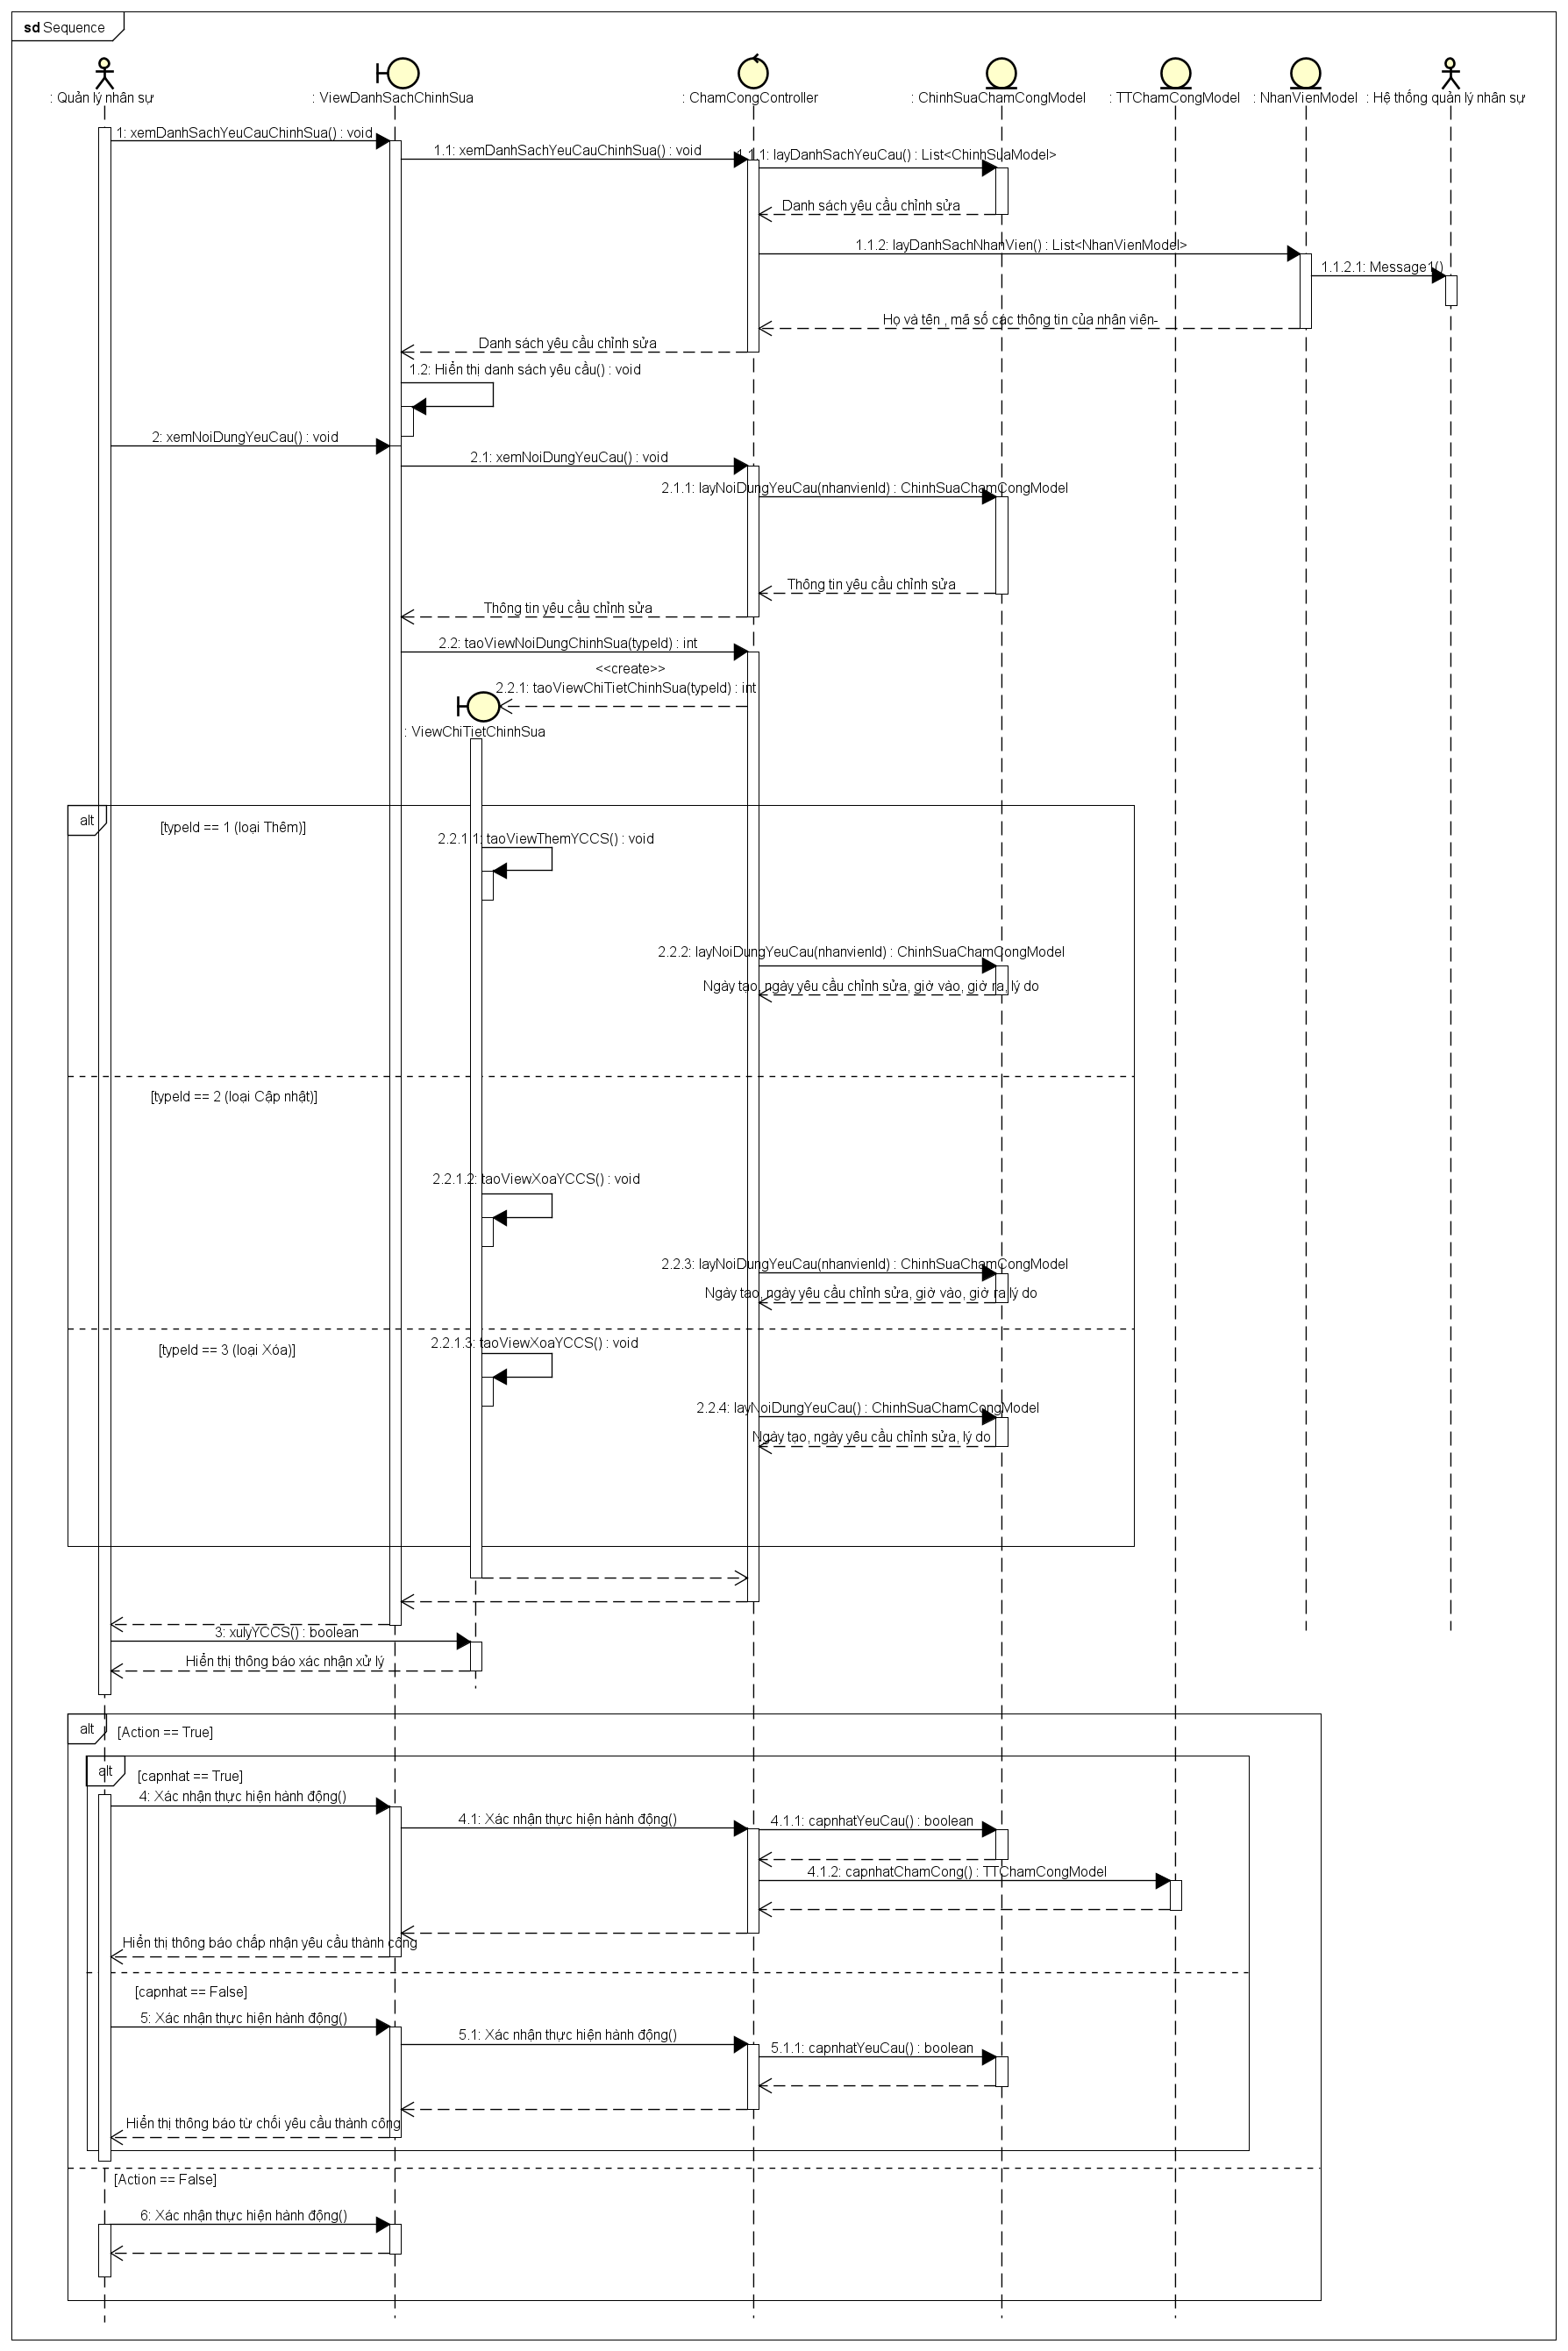 sd Sequence
: Quản lý nhân sự
: ViewDanhSachChinhSua
: ChamCongController
: ChinhSuaChamCongModel
: TTChamCongModel
: NhanVienModel
: Hệ thống quản lý nhân sự
1: xemDanhSachYeuCauChinhSua() : void
1.1: xemDanhSachYeuCauChinhSua() : void
1.1.1: layDanhSachYeuCau() : List<ChinhSuaModel>
Danh sách yêu cầu chỉnh sửa
1.1.2: layDanhSachNhanVien() : List<NhanVienModel>
1.1.2.1: Message1()
Họ và tên , mã số các thông tin của nhân viên-
Danh sách yêu cầu chỉnh sửa
1.2: Hiển thị danh sách yêu cầu() : void
2: xemNoiDungYeuCau() : void
2.1: xemNoiDungYeuCau() : void
2.1.1: layNoiDungYeuCau(nhanvienId) : ChinhSuaChamCongModel
Thông tin yêu cầu chỉnh sửa
Thông tin yêu cầu chỉnh sửa
2.2: taoViewNoiDungChinhSua(typeId) : int
<<create>>
2.2.1: taoViewChiTietChinhSua(typeId) : int
: ViewChiTietChinhSua
alt
[typeId == 1 (loại Thêm)]
2.2.1.1: taoViewThemYCCS() : void
2.2.2: layNoiDungYeuCau(nhanvienId) : ChinhSuaChamCongModel
Ngày tạo, ngày yêu cầu chỉnh sửa, giờ vào, giờ ra, lý do
[typeId == 2 (loại Cập nhật)]
2.2.1.2: taoViewXoaYCCS() : void
2.2.3: layNoiDungYeuCau(nhanvienId) : ChinhSuaChamCongModel
Ngày tạo, ngày yêu cầu chỉnh sửa, giờ vào, giờ ra lý do
[typeId == 3 (loại Xóa)]
2.2.1.3: taoViewXoaYCCS() : void
2.2.4: layNoiDungYeuCau() : ChinhSuaChamCongModel
Ngày tạo, ngày yêu cầu chỉnh sửa, lý do
3: xulyYCCS() : boolean
Hiển thị thông báo xác nhận xử lý
alt
[Action == True]
alt
[capnhat == True]
4: Xác nhận thực hiện hành động()
4.1: Xác nhận thực hiện hành động()
4.1.1: capnhatYeuCau() : boolean
4.1.2: capnhatChamCong() : TTChamCongModel
Hiển thị thông báo chấp nhận yêu cầu thành công
[capnhat == False]
5: Xác nhận thực hiện hành động()
5.1: Xác nhận thực hiện hành động()
5.1.1: capnhatYeuCau() : boolean
Hiển thị thông báo từ chối yêu cầu thành công
[Action == False]
6: Xác nhận thực hiện hành động()